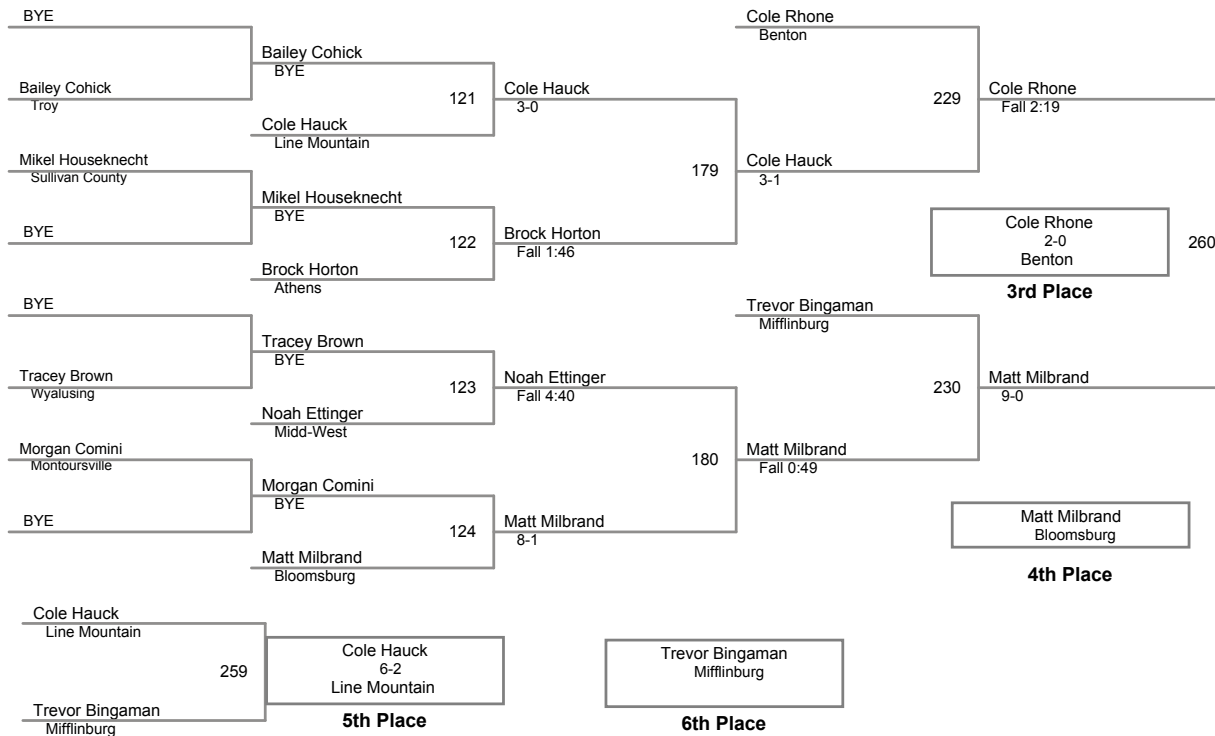 BYE
Bailey Cohick
Troy
Mikel Houseknecht
Sullivan County
BYE
BYE
Tracey Brown
Wyalusing
Morgan Comini
Montoursville
BYE
Bailey Cohick
BYE
121
Cole Hauck
Line Mountain
Mikel Houseknecht
BYE
122
Brock Horton
Athens
Tracey Brown
BYE
123
Noah Ettinger
Midd-West
Morgan Comini
BYE
124
Matt Milbrand
Bloomsburg
Cole Hauck
3-0
179
Brock Horton
Fall 1:46
Noah Ettinger
Fall 4:40
180
Matt Milbrand
8-1
Cole Rhone
Benton
229
Cole Hauck
3-1
Trevor Bingaman
Mifflinburg
230
Matt Milbrand
Fall 0:49
Cole Rhone
Fall 2:19
Cole Rhone
2-0
Benton
260
3rd Place
Matt Milbrand
9-0
Matt Milbrand
Bloomsburg
4th Place
Cole Hauck
Line Mountain
259
Trevor Bingaman
Mifflinburg
Cole Hauck
6-2
Line Mountain
5th Place
Trevor Bingaman
Mifflinburg
6th Place